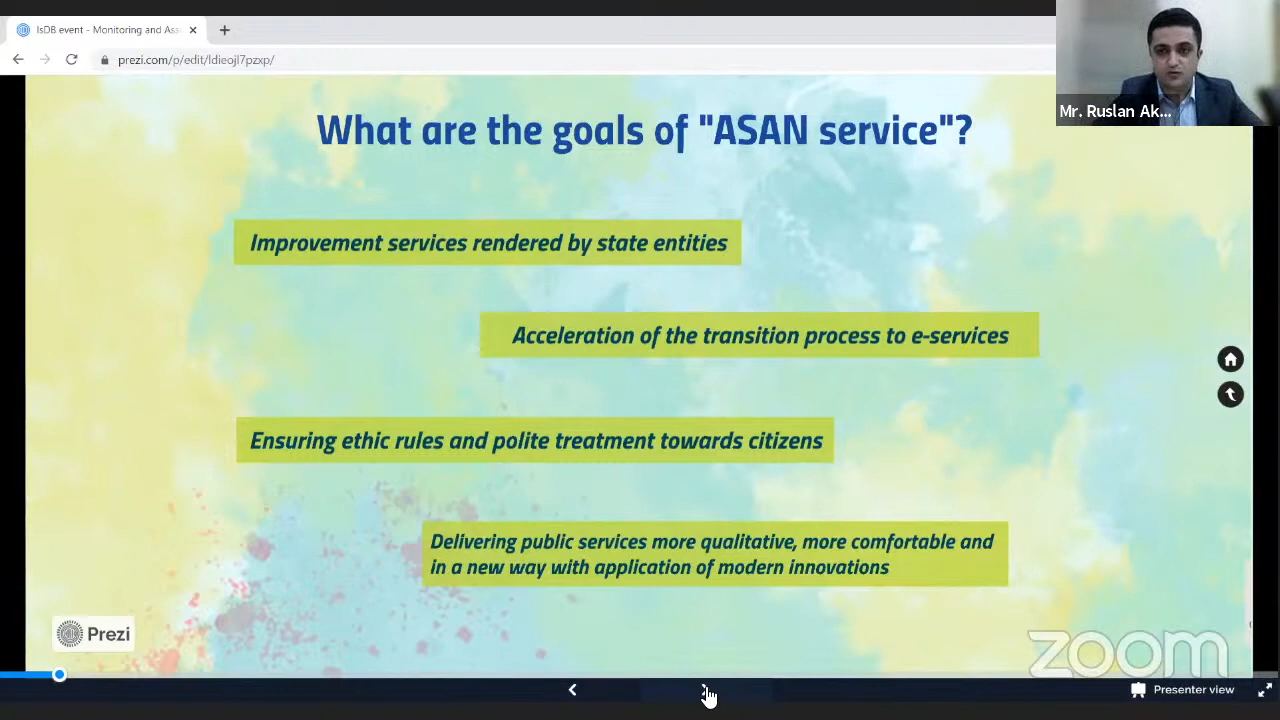 IsDB event - Monitoring and Ass
prezi.com/p/edit/ldieojl7pzxp/
Mr. Ruslan Ak...
What are the goals of "ASAN service"?
Improvement services rendered by state entities
Acceleration of the transition process to e-services
Ensuring ethic rules and polite treatment towards citizens
Delivering public services more qualitative, more comfortable and
in a new way with application of modern innovations
Prezi
zoom
Presenter view